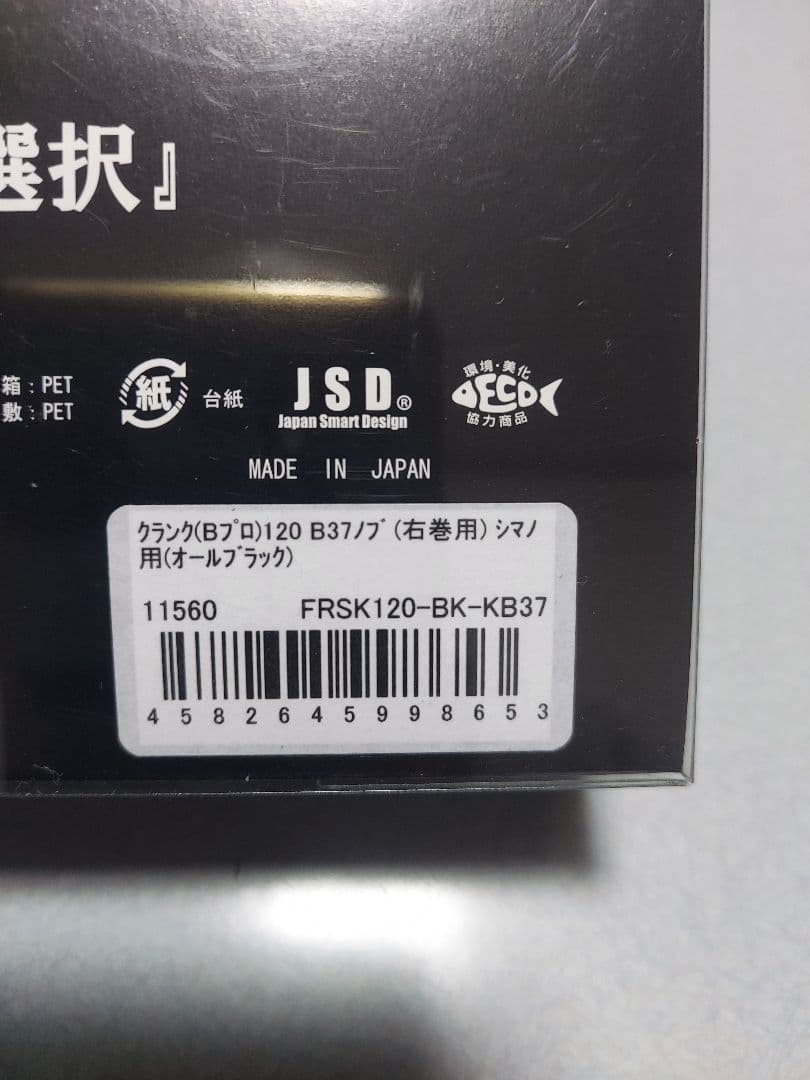 選択』
箱：PET
敷：PET
紙
台紙
JSD®
Japan Smart Design
環境・美化
ECO
協力商品
MADE IN JAPAN
ｸﾗﾝｸ(Bﾌﾟﾛ)120 B37ﾉﾌﾞ(右巻用) ｼﾏﾉ
用(ｵｰﾙﾌﾞﾗｯｸ)
11560 FRSK120-BK-KB37
4582645998653